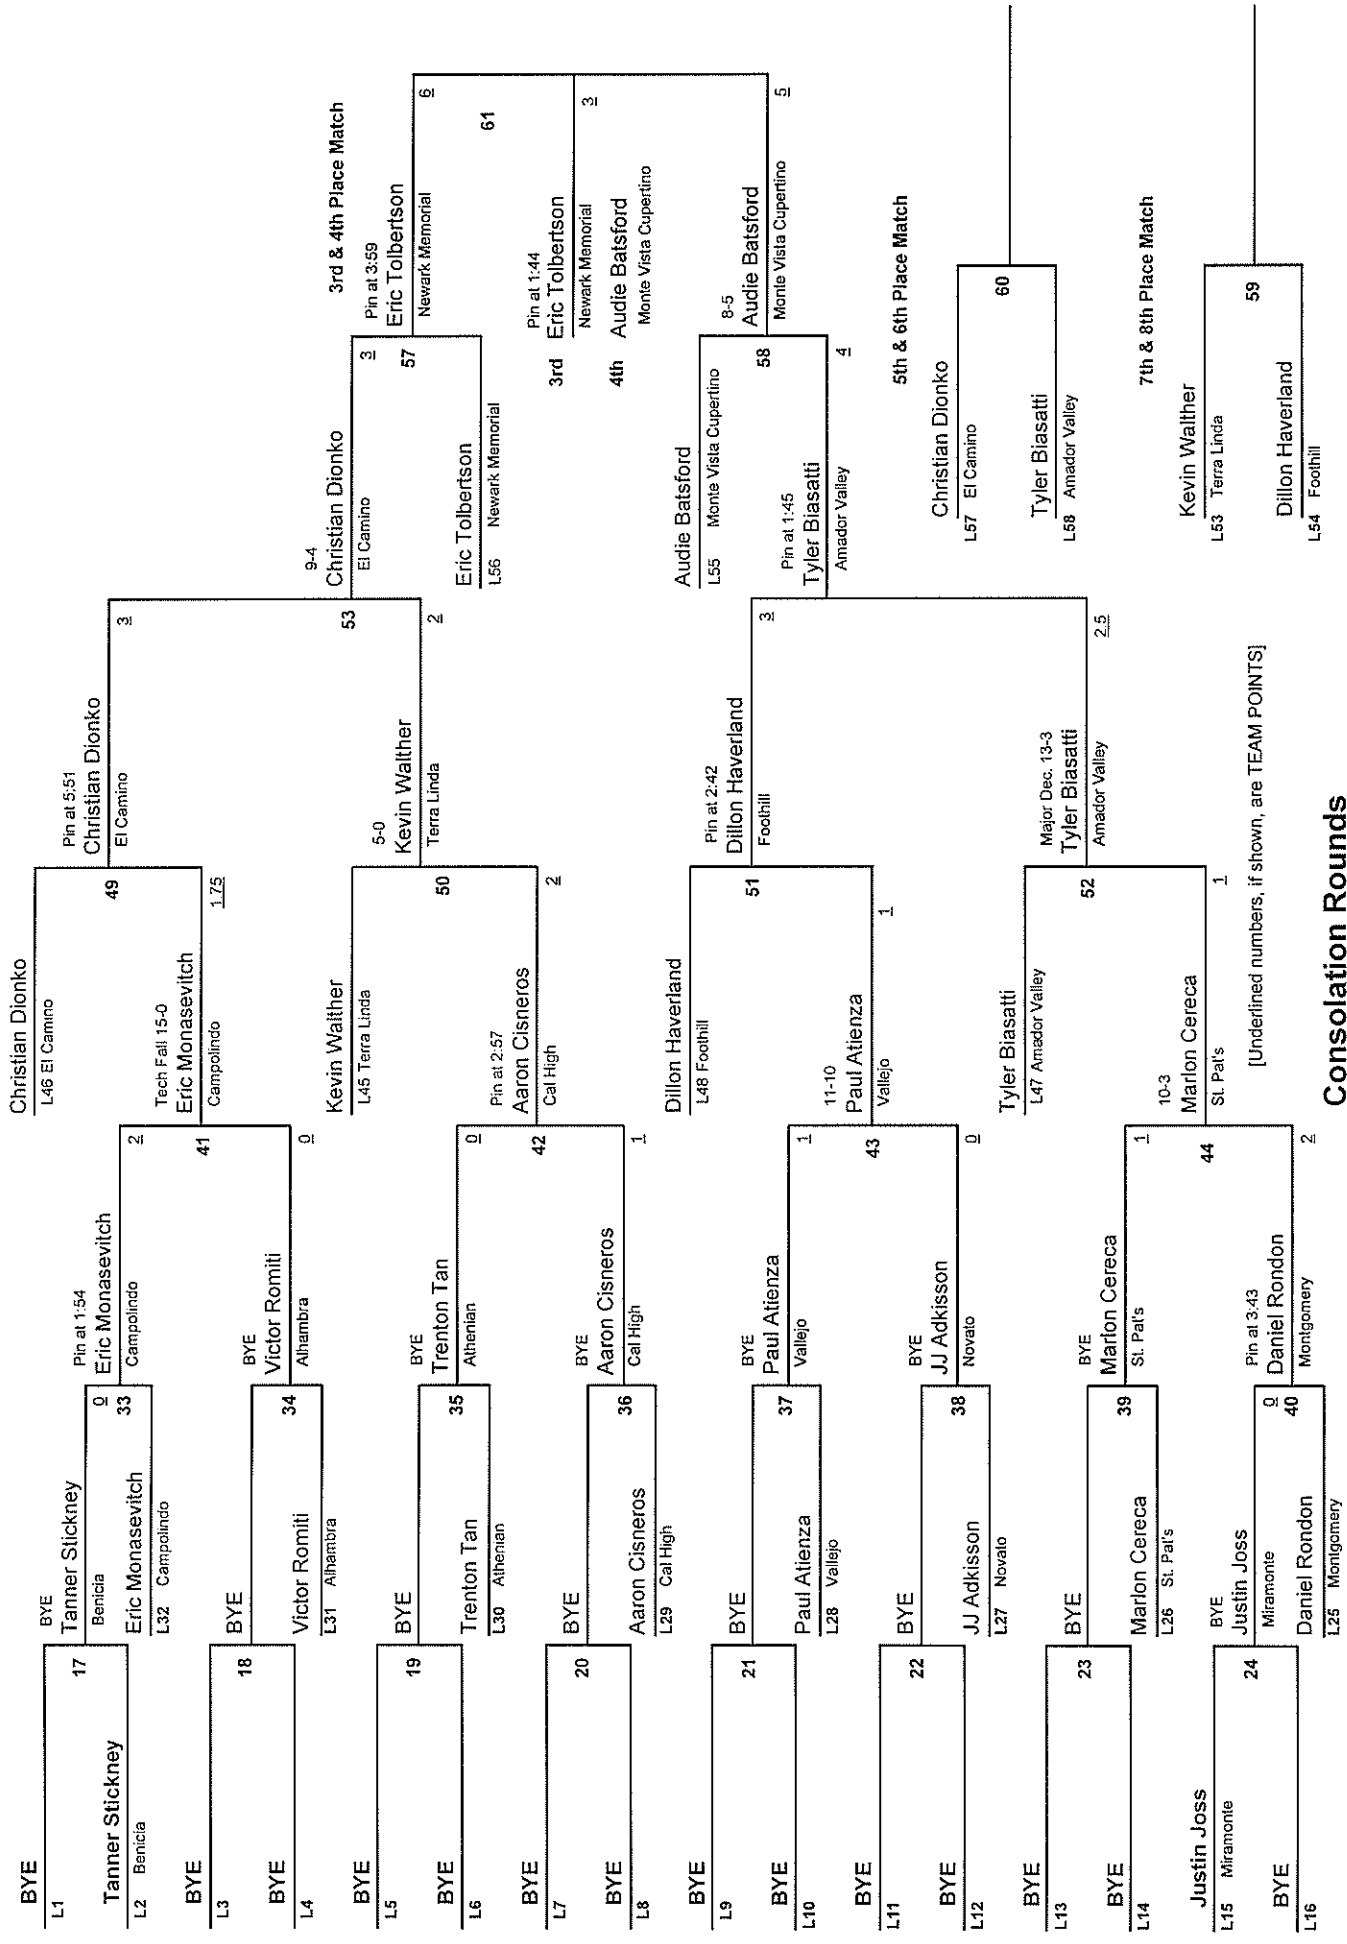 BYE
L1
Tanner Stickney
L2 Benicia
17
BYE
L3
BYE
L4
18
BYE
L5
BYE
L6
19
BYE
L7
BYE
L8
20
BYE
L9
BYE
L10
21
BYE
L11
BYE
L12
22
BYE
L13
BYE
L14
23
Justin Joss
L15 Miramonte
BYE
L16
24
BYE
Tanner Stickney
Benicia
0
33
Eric Monasevitch
L32 Campolindo
BYE
34
Victor Romiti
L31 Alhambra
BYE
35
Trenton Tan
L30 Athenian
BYE
36
Aaron Cisneros
L29 Cal High
BYE
37
Paul Atienza
L28 Vallejo
BYE
38
JJ Adkisson
L27 Novato
BYE
39
Marlon Cereca
L26 St. Pat's
BYE
Justin Joss
Miramonte
0
40
Daniel Rondon
L25 Montgomery
Pin at 1:54
Eric Monasevitch
Campolindo
2
41
BYE
Victor Romiti
Alhambra
0
BYE
Trenton Tan
Athenian
0
42
BYE
Aaron Cisneros
Cal High
1
BYE
Paul Atienza
Vallejo
1
43
BYE
JJ Adkisson
Novato
0
BYE
Marlon Cereca
St. Pat's
1
44
Pin at 3:43
Daniel Rondon
Montgomery
2
Christian Dionko
L46 El Camino
49
Tech Fall 15-0
Eric Monasevitch
Campolindo
1.75
Kevin Walther
L45 Terra Linda
50
Pin at 2:57
Aaron Cisneros
Cal High
2
Dillon Haverland
L48 Foothill
51
11-10
Paul Atienza
Vallejo
1
Tyler Biasatti
L47 Amador Valley
52
10-3
Marlon Cereca
St. Pat's
1
Pin at 5:51
Christian Dionko
El Camino
3
53
5-0
Kevin Walther
Terra Linda
2
Pin at 2:42
Dillon Haverland
Foothill
3
Major Dec. 13-3
Tyler Biasatti
Amador Valley
2.5
[Underlined numbers, if shown, are TEAM POINTS]
9-4
Christian Dionko
El Camino
3
57
Eric Tolbertson
L56 Newark Memorial
Audie Batsford
L55 Monte Vista Cupertino
58
Pin at 1:45
Tyler Biasatti
Amador Valley
4
3rd & 4th Place Match
Pin at 3:59
Eric Tolbertson
Newark Memorial
6
61
Pin at 1:44
3rd Eric Tolbertson
Newark Memorial
3
4th Audie Batsford
Monte Vista Cupertino
8-5
Audie Batsford
Monte Vista Cupertino
5
5th & 6th Place Match
Christian Dionko
L57 El Camino
60
Tyler Biasatti
L58 Amador Valley
7th & 8th Place Match
Kevin Walther
L53 Terra Linda
59
Dillon Haverland
L54 Foothill
Consolation Rounds